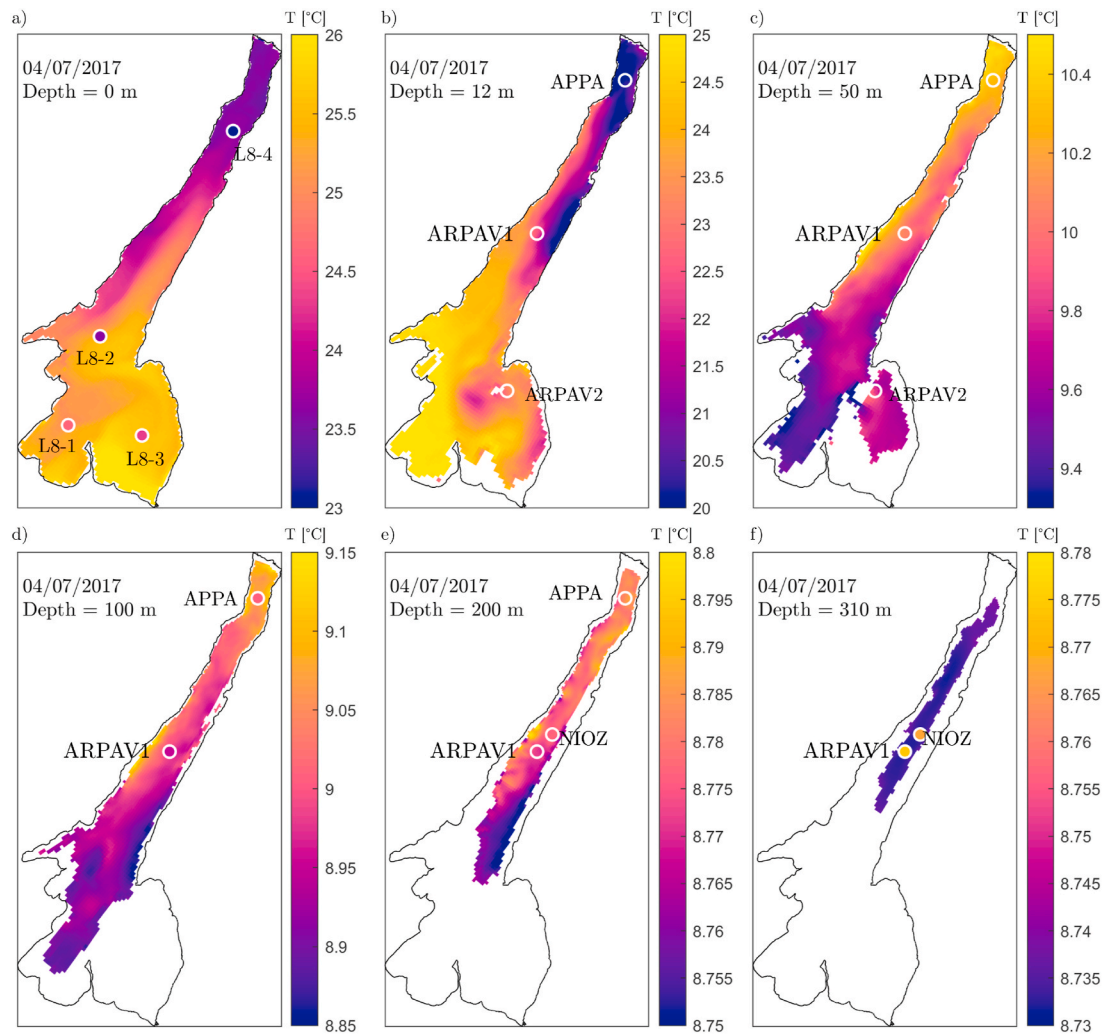 a)
T [°C]
04/07/2017
Depth = 0 m
L8-4
L8-2
L8-1
L8-3
26
25.5
25
24.5
24
23.5
23
b)
T [°C]
04/07/2017
Depth = 12 m
APPA
ARPAV1
ARPAV2
25
24.5
24
23.5
23
22.5
22
21.5
21
20.5
20
c)
T [°C]
04/07/2017
Depth = 50 m
APPA
ARPAV1
ARPAV2
10.4
10.2
10
9.8
9.6
9.4
d)
T [°C]
04/07/2017
Depth = 100 m
APPA
ARPAV1
9.15
9.1
9.05
9
8.95
8.9
8.85
e)
T [°C]
04/07/2017
Depth = 200 m
APPA
ARPAV1
NIOZ
8.8
8.795
8.79
8.785
8.78
8.775
8.77
8.765
8.76
8.755
8.75
f)
T [°C]
04/07/2017
Depth = 310 m
ARPAV1
NIOZ
8.78
8.775
8.77
8.765
8.76
8.755
8.75
8.745
8.74
8.735
8.73